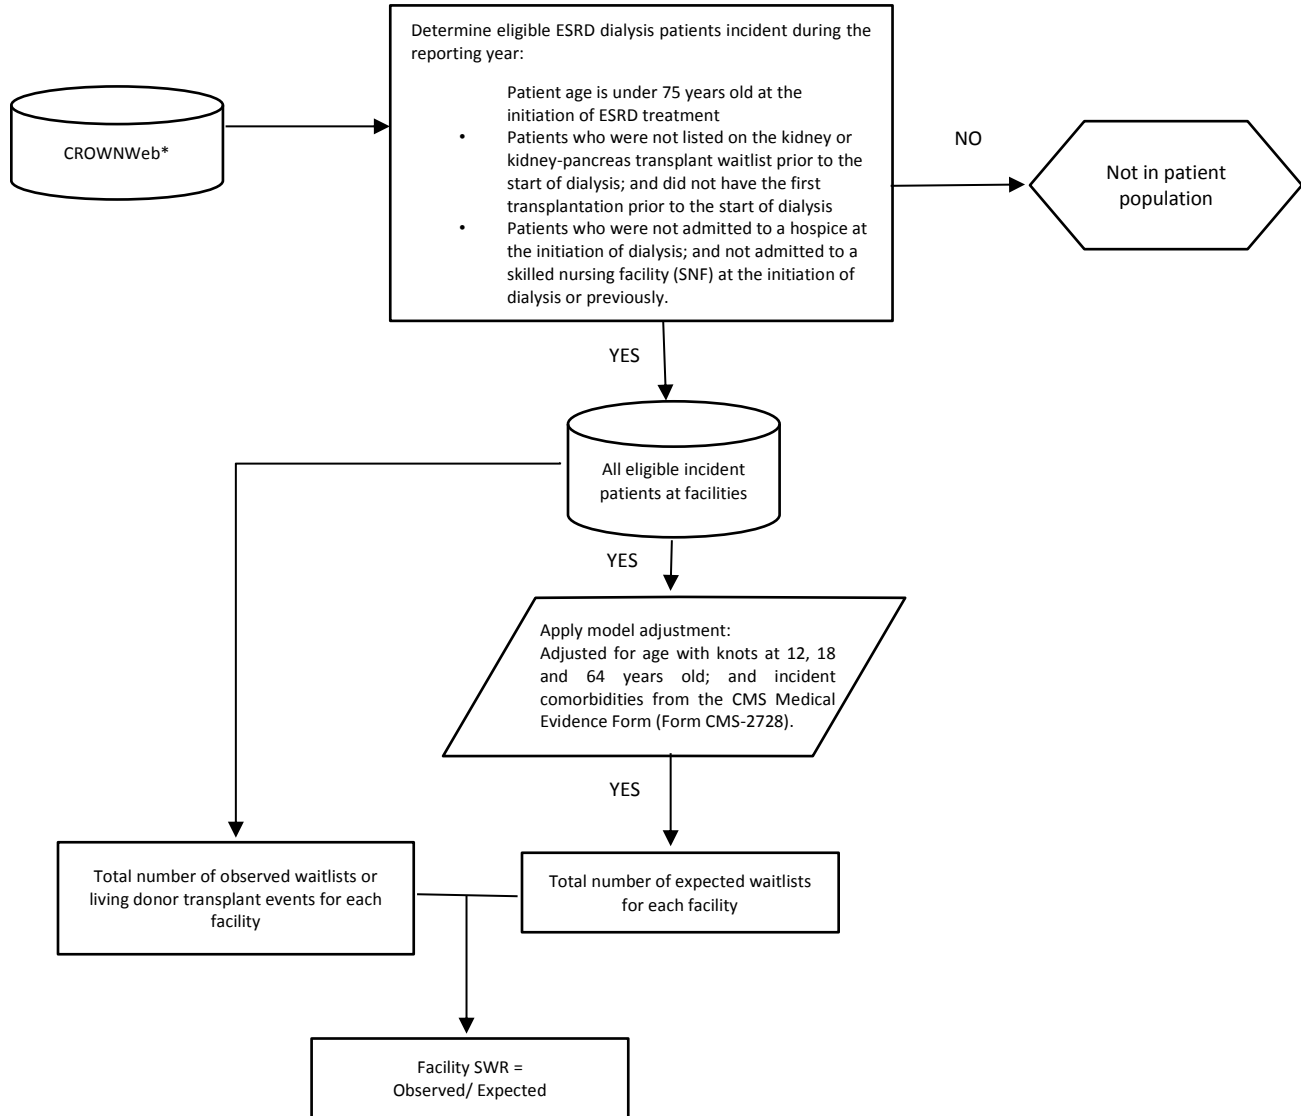 Determine eligible ESRD dialysis patients incident during the
reporting year:
Patient age is under 75 years old at the
initiation of ESRD treatment
• Patients who were not listed on the kidney or
kidney-pancreas transplant waitlist prior to the
start of dialysis; and did not have the first
transplantation prior to the start of dialysis
• Patients who were not admitted to a hospice at
the initiation of dialysis; and not admitted to a
skilled nursing facility (SNF) at the initiation of
dialysis or previously.
CROWNWeb*
NO
Not in patient
population
YES
All eligible incident
patients at facilities
YES
Apply model adjustment:
Adjusted for age with knots at 12, 18
and 64 years old; and incident
comorbidities from the CMS Medical
Evidence Form (Form CMS-2728).
YES
Total number of observed waitlists or
living donor transplant events for each
facility
Total number of expected waitlists
for each facility
Facility SWR =
Observed/ Expected